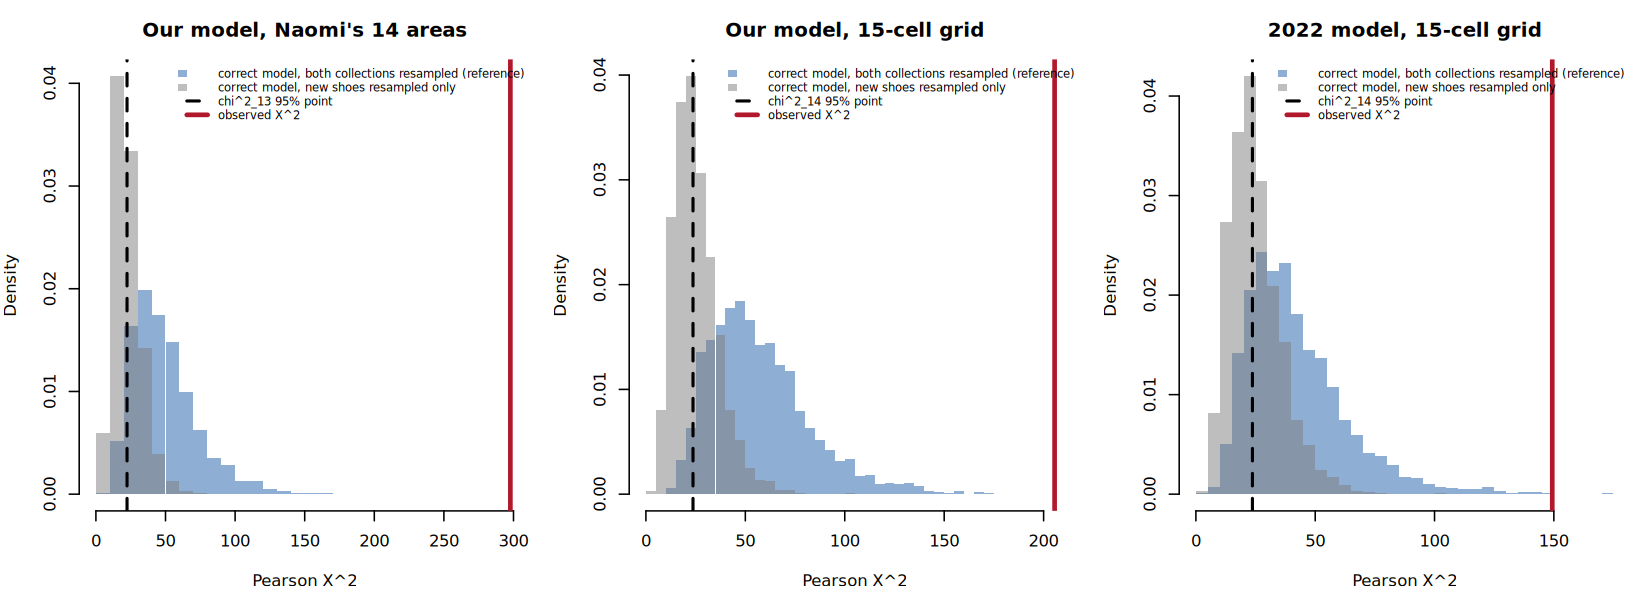 Our model, Naomi's 14 areas
correct model, both collections resampled (reference)
correct model, new shoes resampled only
chi^2_13 95% point
observed X^2
Density
0.00
0.01
0.02
0.03
0.04
0
50
100
150
200
250
300
Pearson X^2
Our model, 15-cell grid
correct model, both collections resampled (reference)
correct model, new shoes resampled only
chi^2_14 95% point
observed X^2
Density
0.00
0.01
0.02
0.03
0.04
0
50
100
150
200
Pearson X^2
2022 model, 15-cell grid
correct model, both collections resampled (reference)
correct model, new shoes resampled only
chi^2_14 95% point
observed X^2
Density
0.00
0.01
0.02
0.03
0.04
0
50
100
150
Pearson X^2